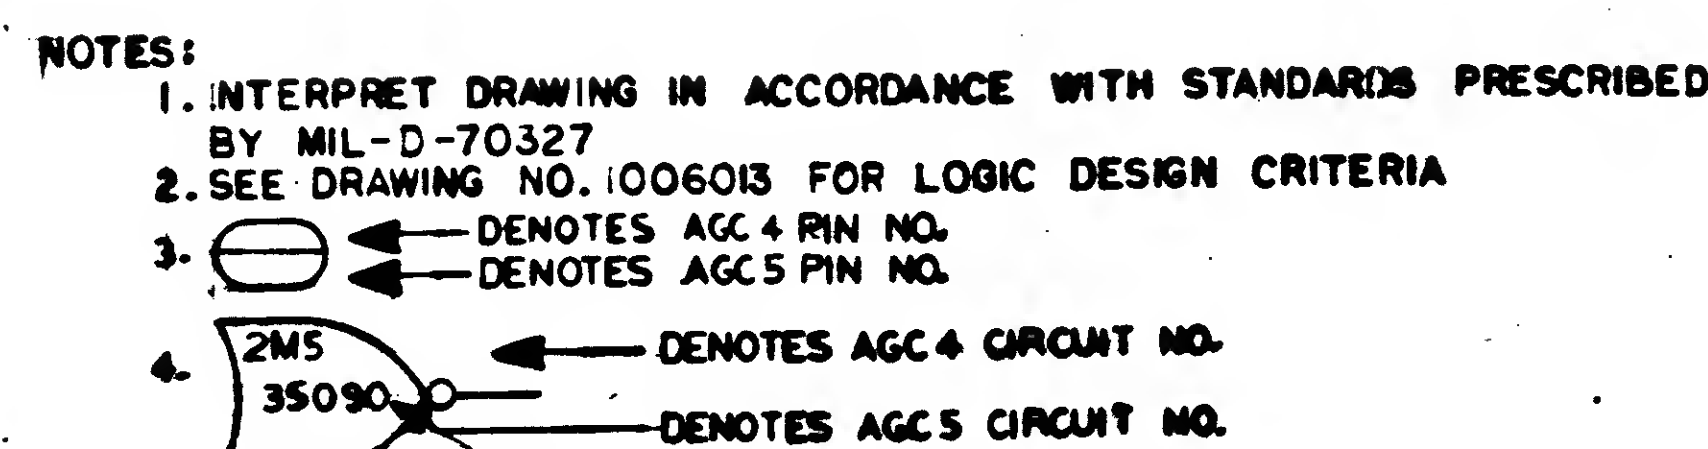 NOTES:
1. INTERPRET DRAWING IN ACCORDANCE WITH STANDARDS PRESCRIBED
BY MIL-D-70327
2. SEE DRAWING NO. 1006013 FOR LOGIC DESIGN CRITERIA
3. DENOTES AGC 4 PIN NO.
DENOTES AGC 5 PIN NO.
4. 2M5 DENOTES AGC 4 CIRCUIT NO.
35090
DENOTES AGC 5 CIRCUIT NO.